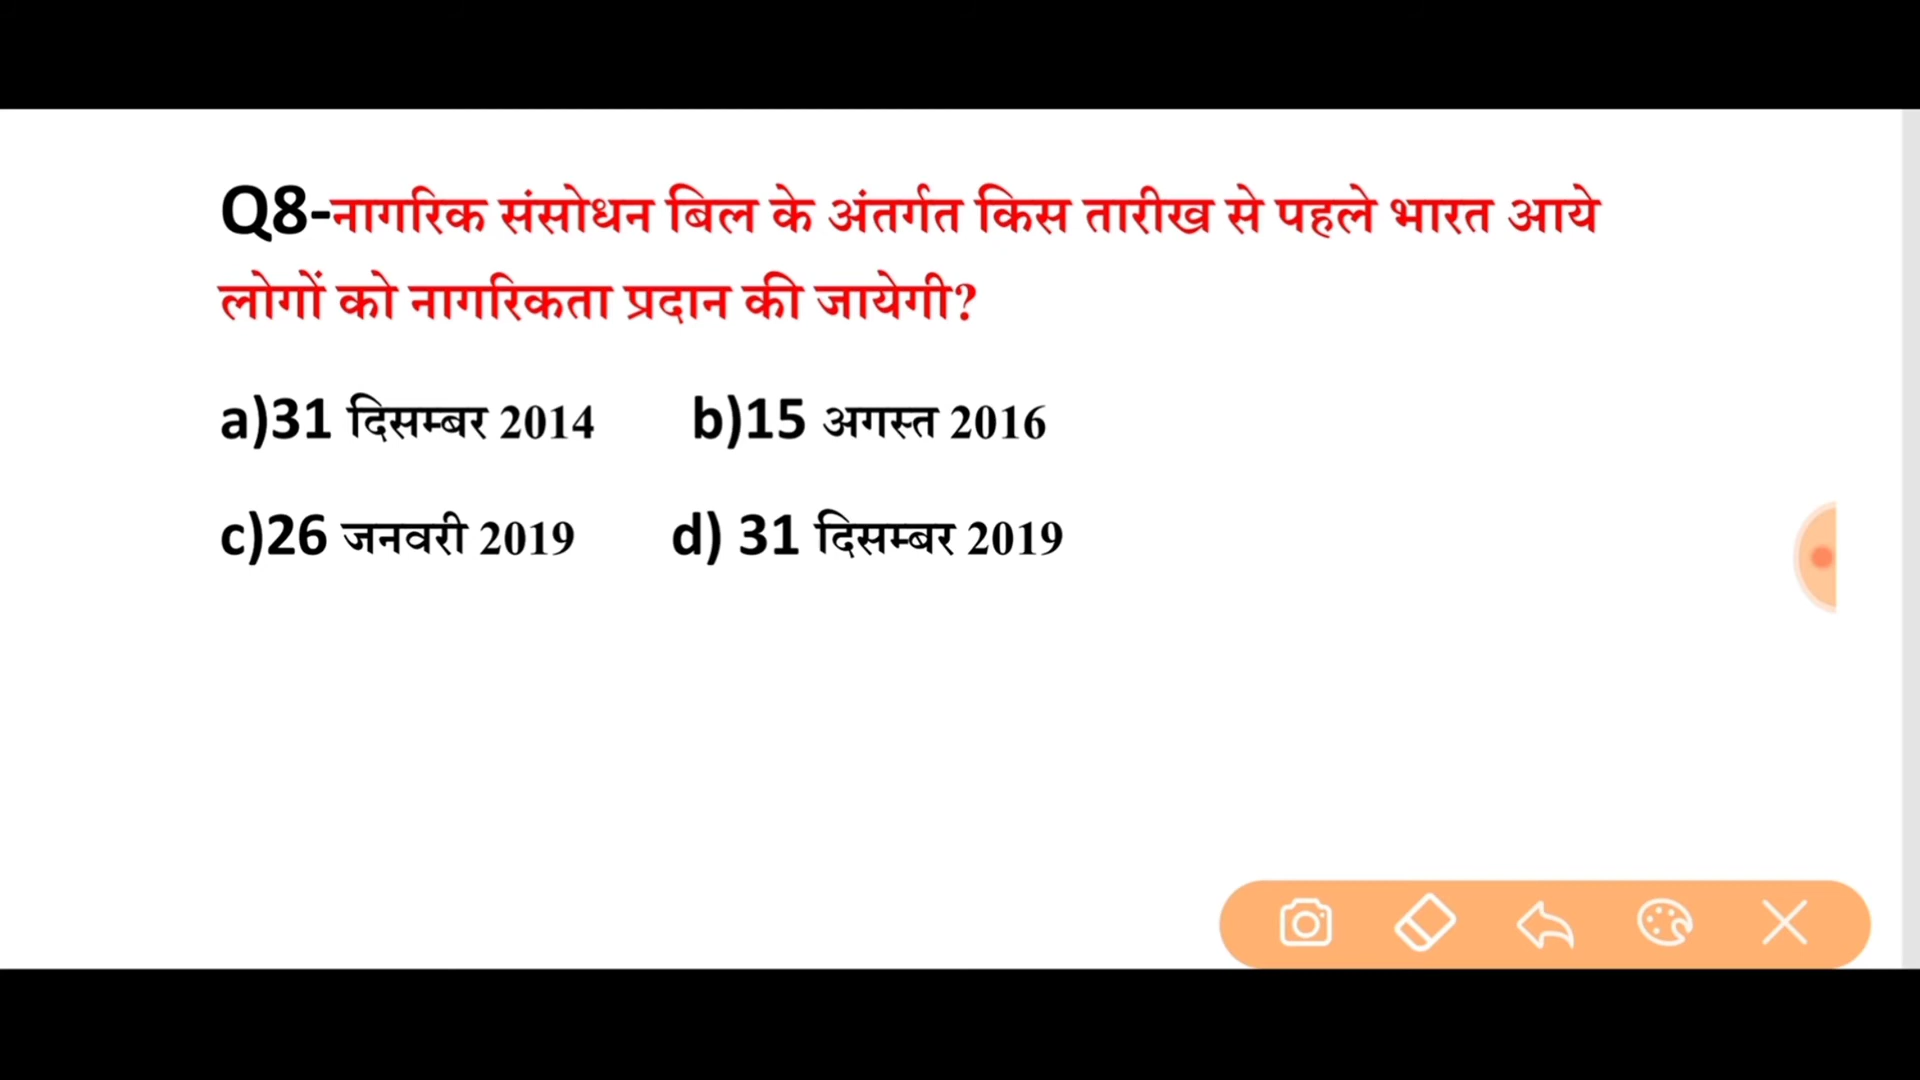 Q8-नागरिक संसोधन बिल के अंतर्गत किस तारीख से पहले भारत आये
लोगों को नागरिकता प्रदान की जायेगी?
a)31 दिसम्बर 2014 b)15 अगस्त 2016
c)26 जनवरी 2019 d) 31 दिसम्बर 2019